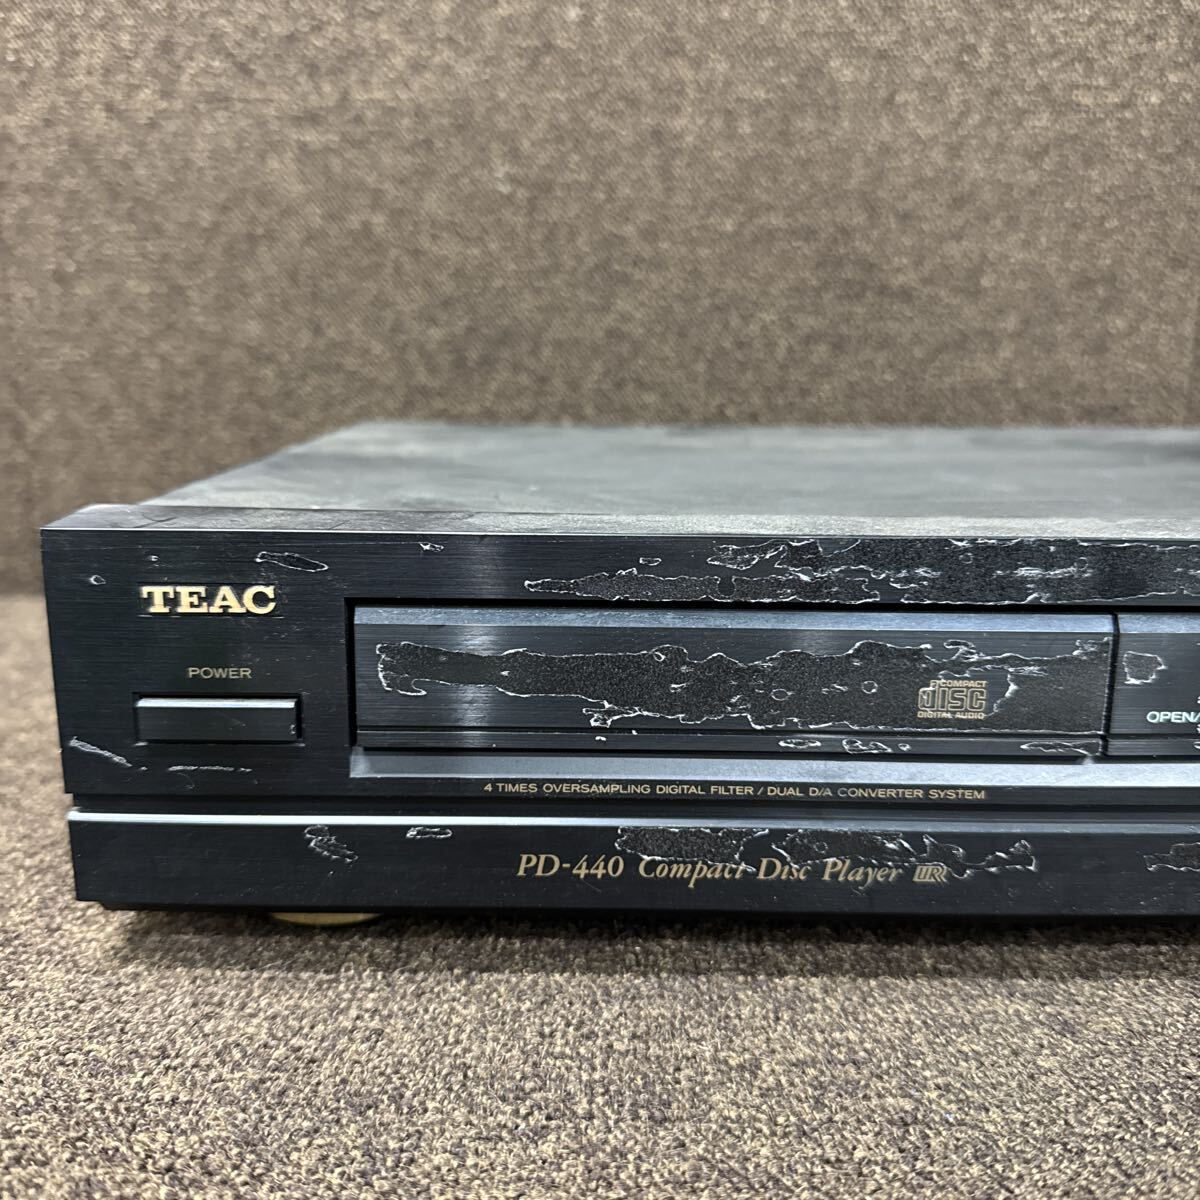 TEAC
POWER
COMPACT
disc
DIGITAL AUDIO
OPEN/
4 TIMES OVERSAMPLING DIGITAL FILTER / DUAL D/A CONVERTER SYSTEM
PD-440 Compact Disc Player